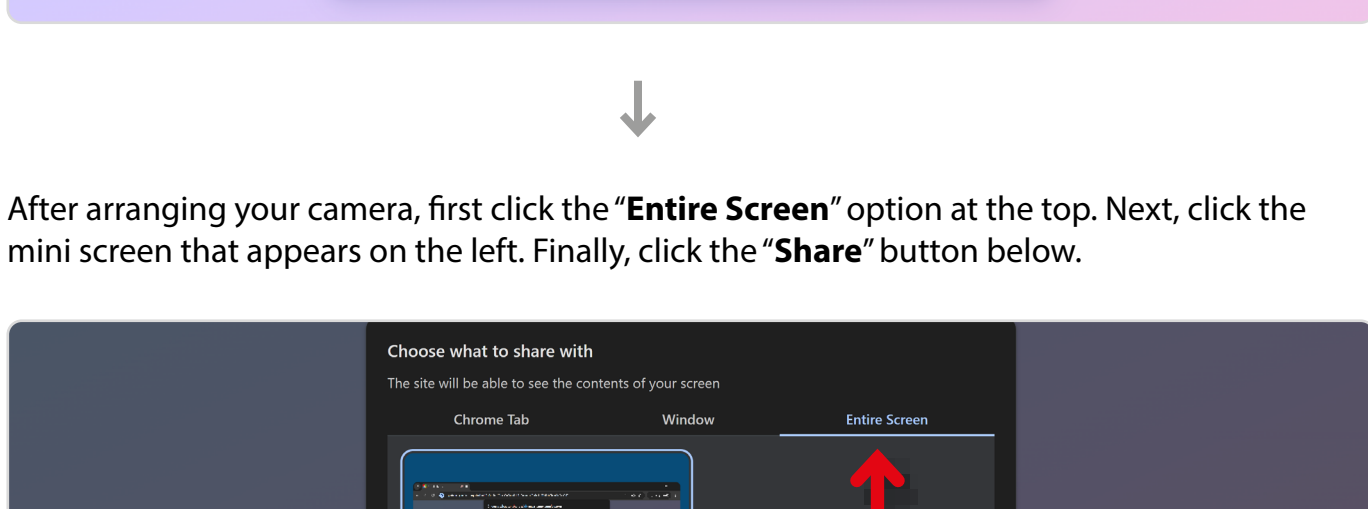 After arranging your camera, first click the “Entire Screen” option at the top. Next, click the
mini screen that appears on the left. Finally, click the “Share” button below.
Choose what to share with
The site will be able to see the contents of your screen
Chrome Tab Window Entire Screen